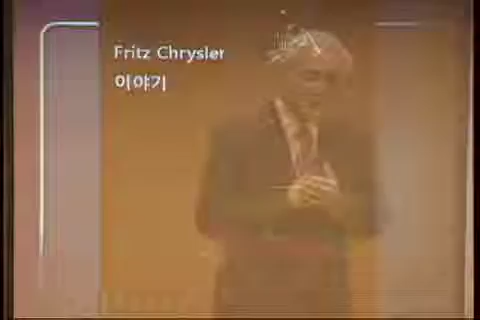 Fritz Chrysler
이야기